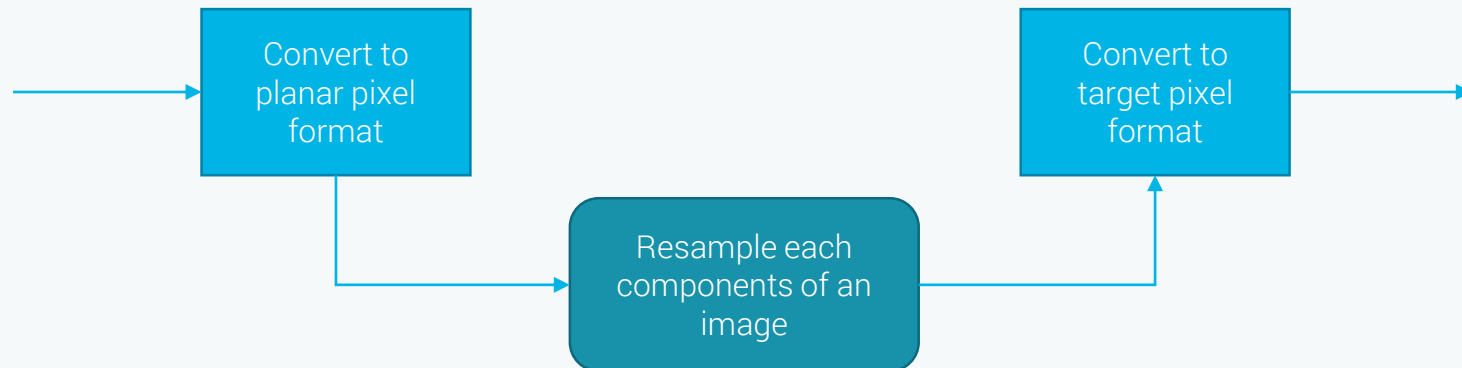 Convert to
planar pixel
format
Resample each
components of an
image
Convert to
target pixel
format